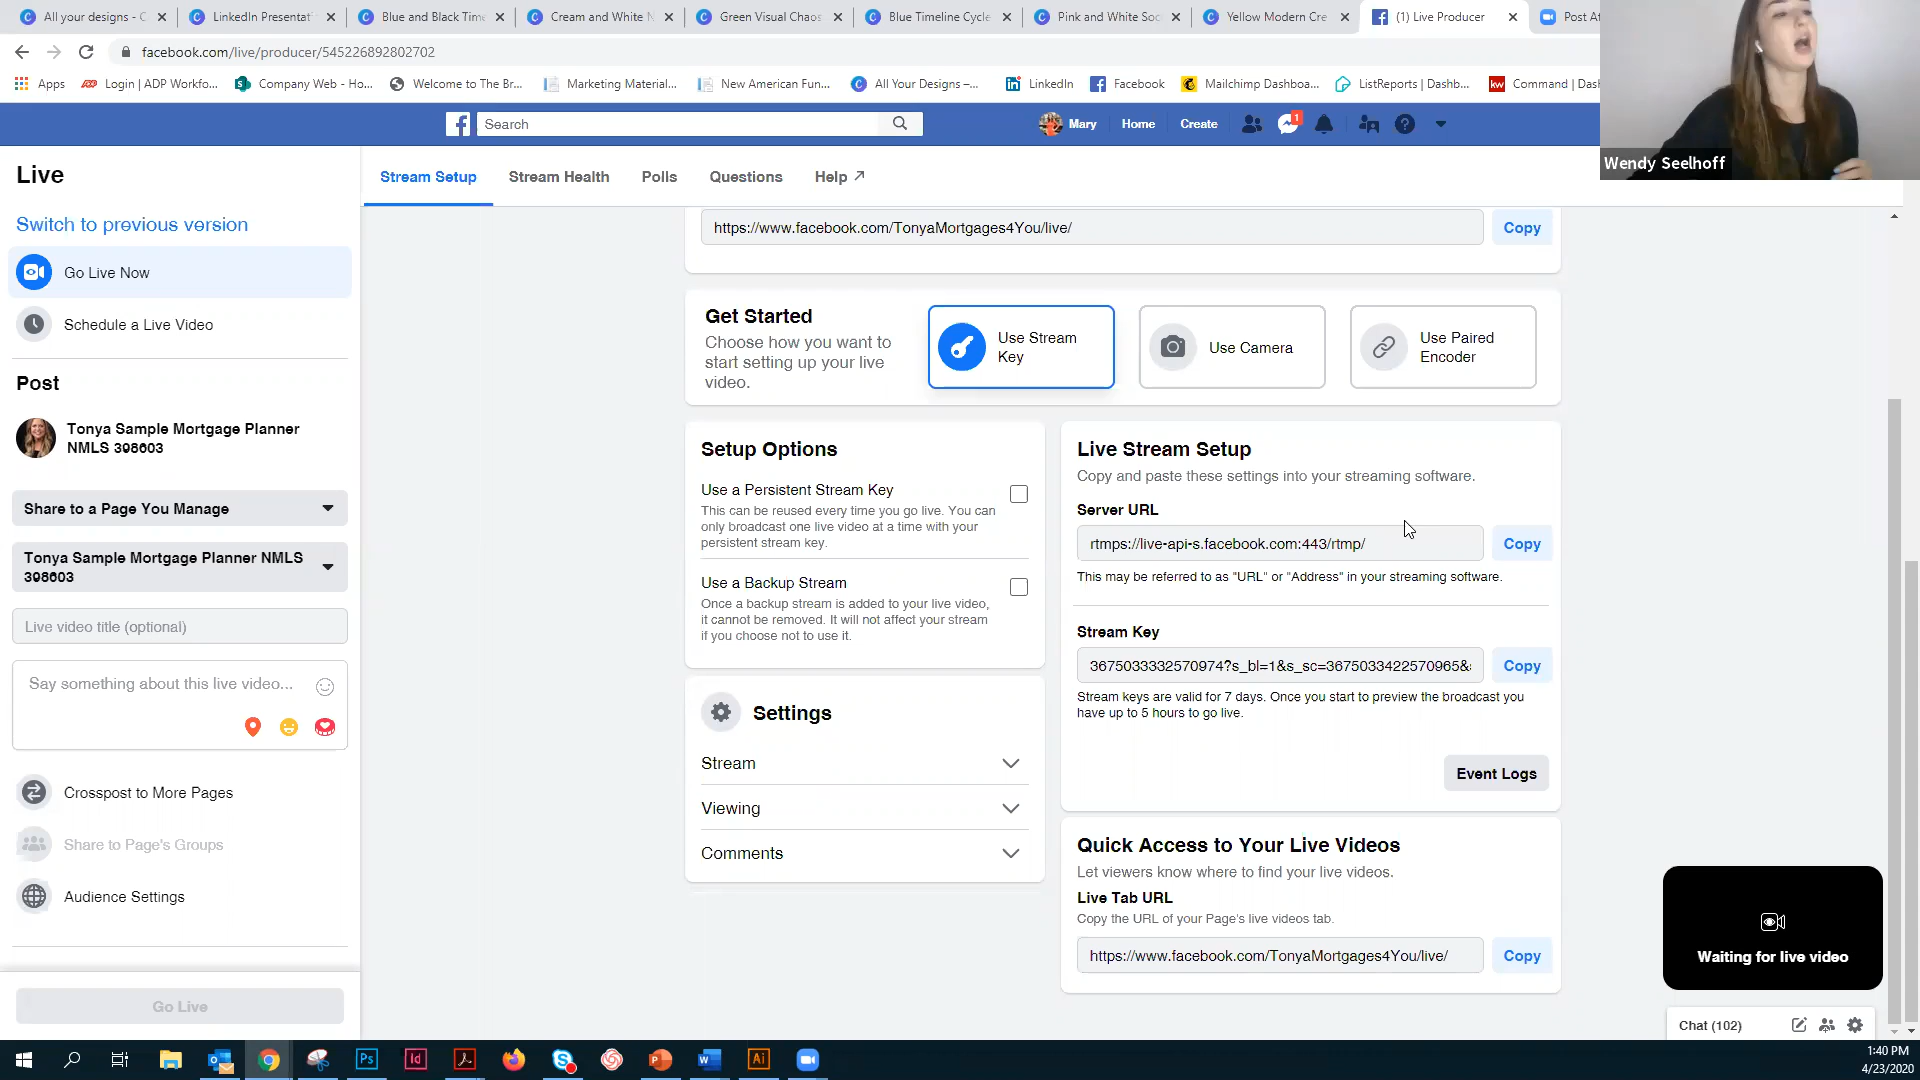 All your designs - C
LinkedIn Presentat
Blue and Black Time
Cream and White N
Green Visual Chaos
Blue Timeline Cycle
Pink and White Soc
Yellow Modern Cre
(1) Live Producer
Post At
facebook.com/live/producer/545226892802702
Apps
Login | ADP Workfo...
Company Web - Ho...
Welcome to The Br...
Marketing Material...
New American Fun...
All Your Designs –...
LinkedIn
Facebook
Mailchimp Dashboa...
ListReports | Dashb...
Command | Das
Search
Mary
Home
Create
1
Wendy Seelhoff
Live
Switch to previous version
Go Live Now
Schedule a Live Video
Post
Tonya Sample Mortgage Planner
NMLS 398603
Share to a Page You Manage
Tonya Sample Mortgage Planner NMLS
398603
Live video title (optional)
Say something about this live video...
Crosspost to More Pages
Share to Page's Groups
Audience Settings
Go Live
Stream Setup
Stream Health
Polls
Questions
Help
https://www.facebook.com/TonyaMortgages4You/live/
Copy
Get Started
Choose how you want to
start setting up your live
video.
Use Stream
Key
Use Camera
Use Paired
Encoder
Setup Options
Use a Persistent Stream Key
This can be reused every time you go live. You can
only broadcast one live video at a time with your
persistent stream key.
Use a Backup Stream
Once a backup stream is added to your live video,
it cannot be removed. It will not affect your stream
if you choose not to use it.
Settings
Stream
Viewing
Comments
Live Stream Setup
Copy and paste these settings into your streaming software.
Server URL
rtmps://live-api-s.facebook.com:443/rtmp/
Copy
This may be referred to as "URL" or "Address" in your streaming software.
Stream Key
3675033332570974?s_bl=1&s_sc=3675033422570965&
Copy
Stream keys are valid for 7 days. Once you start to preview the broadcast you
have up to 5 hours to go live.
Event Logs
Quick Access to Your Live Videos
Let viewers know where to find your live videos.
Live Tab URL
Copy the URL of your Page's live videos tab.
https://www.facebook.com/TonyaMortgages4You/live/
Copy
Waiting for live video
Chat (102)
1:40 PM
4/23/2020